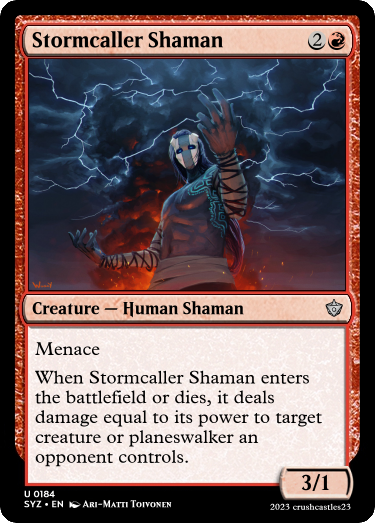 Stormcaller Shaman 2
Creature — Human Shaman
Menace
When Stormcaller Shaman enters
the battlefield or dies, it deals
damage equal to its power to target
creature or planeswalker an
opponent controls.
3/1
U 0184
SYZ • EN Ari-Matti Toivonen
2023 crushcastles23